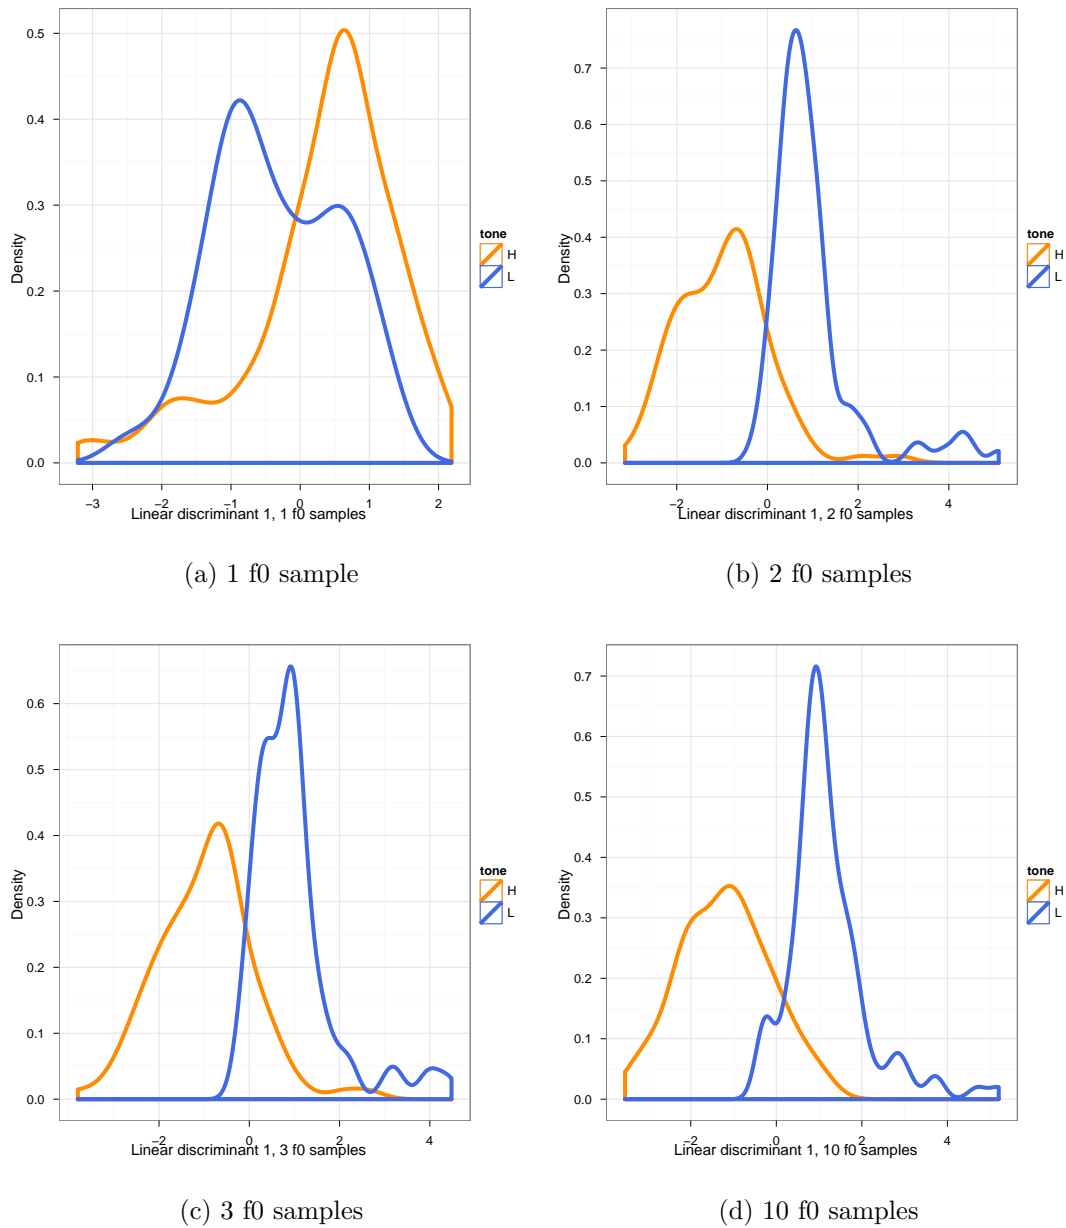 0.5
0.4
0.3
0.2
0.1
0.0
Density
−3 −2 −1 0 1 2
Linear discriminant 1, 1 f0 samples
tone
H
L
(a) 1 f0 sample
0.7
0.6
0.5
0.4
0.3
0.2
0.1
0.0
Density
−2 0 2 4
Linear discriminant 1, 2 f0 samples
tone
H
L
(b) 2 f0 samples
0.6
0.5
0.4
0.3
0.2
0.1
0.0
Density
−2 0 2 4
Linear discriminant 1, 3 f0 samples
tone
H
L
(c) 3 f0 samples
0.7
0.6
0.5
0.4
0.3
0.2
0.1
0.0
Density
−2 0 2 4
Linear discriminant 1, 10 f0 samples
tone
H
L
(d) 10 f0 samples